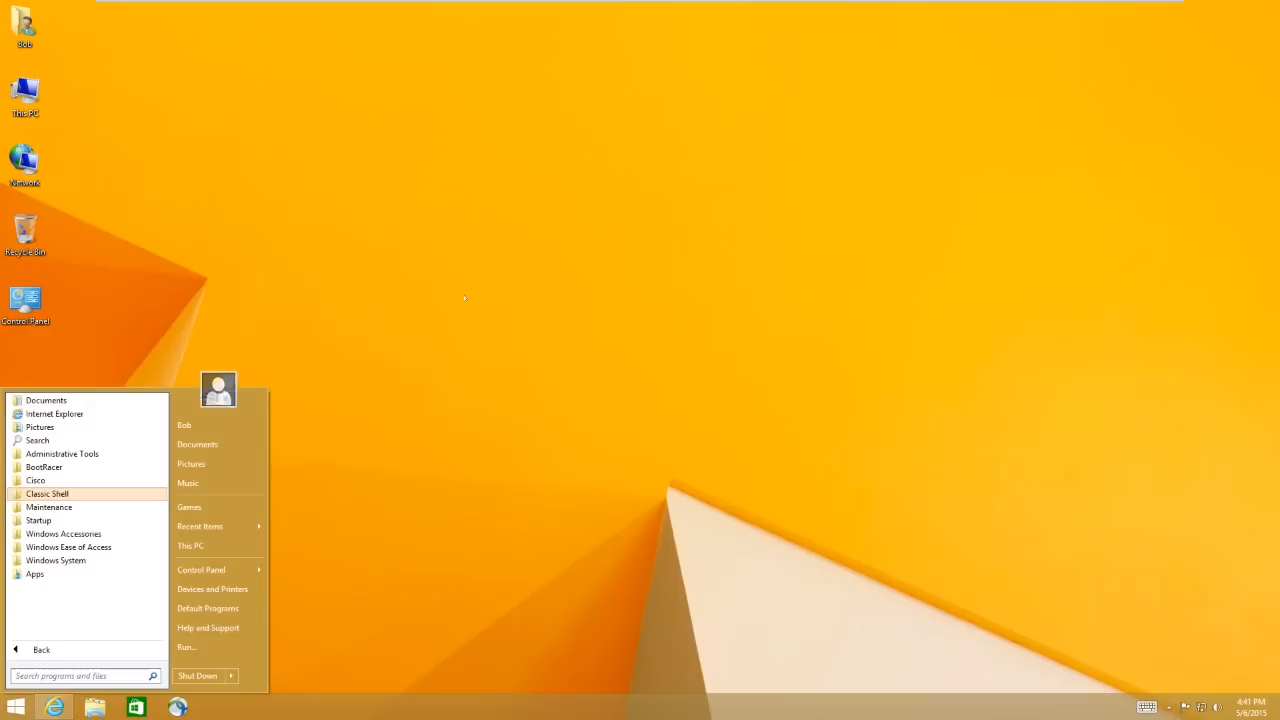 Bob
This PC
Network
Recycle Bin
Control Panel
Documents
Internet Explorer
Pictures
Search
Administrative Tools
BootRacer
Cisco
Classic Shell
Maintenance
Startup
Windows Accessories
Windows Ease of Access
Windows System
Apps
Back
Search programs and files
Bob
Documents
Pictures
Music
Games
Recent Items
This PC
Control Panel
Devices and Printers
Default Programs
Help and Support
Run...
Shut Down
4:41 PM
5/6/2015